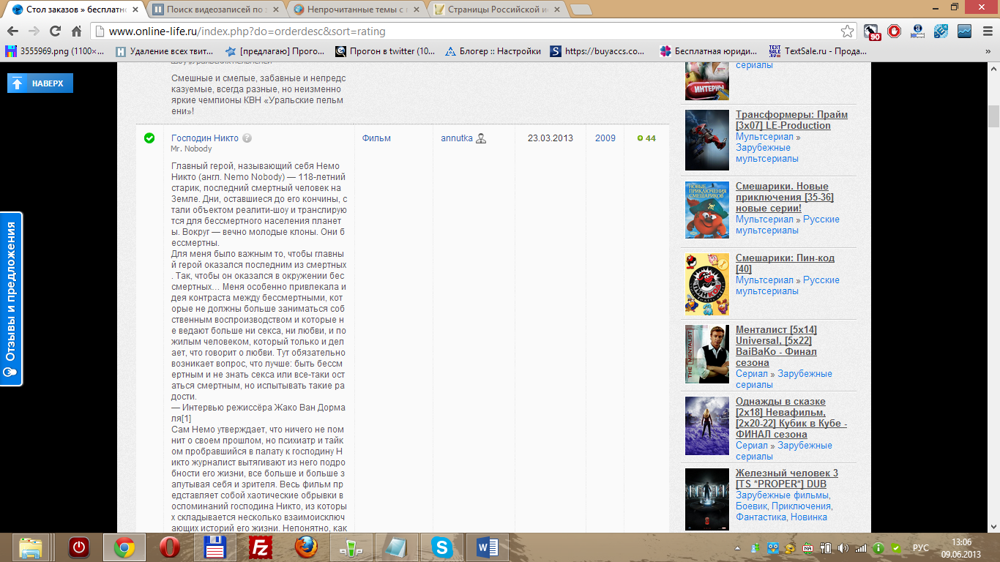 Стол заказов » бесплатно
Поиск видеозаписей по з
Непрочитанные темы с в
Страницы Российской и
www.online-life.ru/index.php?do=orderdesc&sort=rating
90
3555969.png (1100×...
Удаление всех твит...
[предлагаю] Прого...
Прогон в twitter (10...
Блогер :: Настройки
https://buyaccs.co...
Бесплатная юриди...
TextSale.ru - Прода...
»
НАВЕРХ
Отзывы и предложения
Смешные и смелые, забавные и непредс
казуемые, всегда разные, но неизменно
яркие чемпионы КВН «Уральские пельм
ени»!
Господин Никто
Mr. Nobody
Фильм
annutka
23.03.2013
2009
44
Главный герой, называющий себя Немо
Никто (англ. Nemo Nobody) — 118-летний
старик, последний смертный человек на
Земле. Дни, оставшиеся до его кончины, с
тали объектом реалити-шоу и транслирую
тся для бессмертного населения планет
ы. Вокруг — вечно молодые клоны. Они б
ессмертны.
Для меня было важным то, чтобы главны
й герой оказался последним из смертных
. Так, чтобы он оказался в окружении бес
смертных… Меня особенно привлекала и
дея контраста между бессмертными, кот
орые не должны больше заниматься соб
ственным воспроизводством и которые н
е ведают больше ни секса, ни любви, и по
жилым человеком, который только и дел
ает, что говорит о любви. Тут обязательно
возникает вопрос, что лучше: быть бессм
ертным и не знать секса или все-таки ост
аться смертным, но испытывать такие ра
дости.
— Интервью режиссёра Жако Ван Дорма
ля[1]
Сам Немо утверждает, что ничего не пом
нит о своем прошлом, но психиатр и тайк
ом пробравшийся в палату к господину Н
икто журналист вытягивают из него подро
бности его жизни, все больше и больше з
апутывая себя и зрителя. Весь фильм пр
едставляет собой хаотические обрывки в
оспоминаний господина Никто, из которы
х складывается несколько взаимоисключ
ающих историй его жизни. Непонятно, как
ИНТЕРНЫ
сериалы
Трансформеры: Прайм
[3x07] LE-Production
Мультсериал »
Зарубежные
мультсериалы
НОВЫЕ
ПРИКЛЮЧЕНИЯ
СМЕШАРИКОВ
Смешарики. Новые
приключения [35-36]
новые серии!
Мультсериал » Русские
мультсериалы
ПИН КОД
Смешарики: Пин-код
[40]
Мультсериал » Русские
мультсериалы
THE MENTALIST
Менталист [5x14]
Universal, [5x22]
BaiBaKo - Финал
сезона
Сериал » Зарубежные
сериалы
Однажды в сказке
[2x18] Невафильм,
[2x20-22] Кубик в Кубе -
ФИНАЛ сезона
Сериал » Зарубежные
сериалы
Железный человек 3
[TS *PROPER*] DUB
Зарубежные фильмы,
Боевик, Приключения,
Фантастика, Новинка
РУС
13:06
09.06.2013